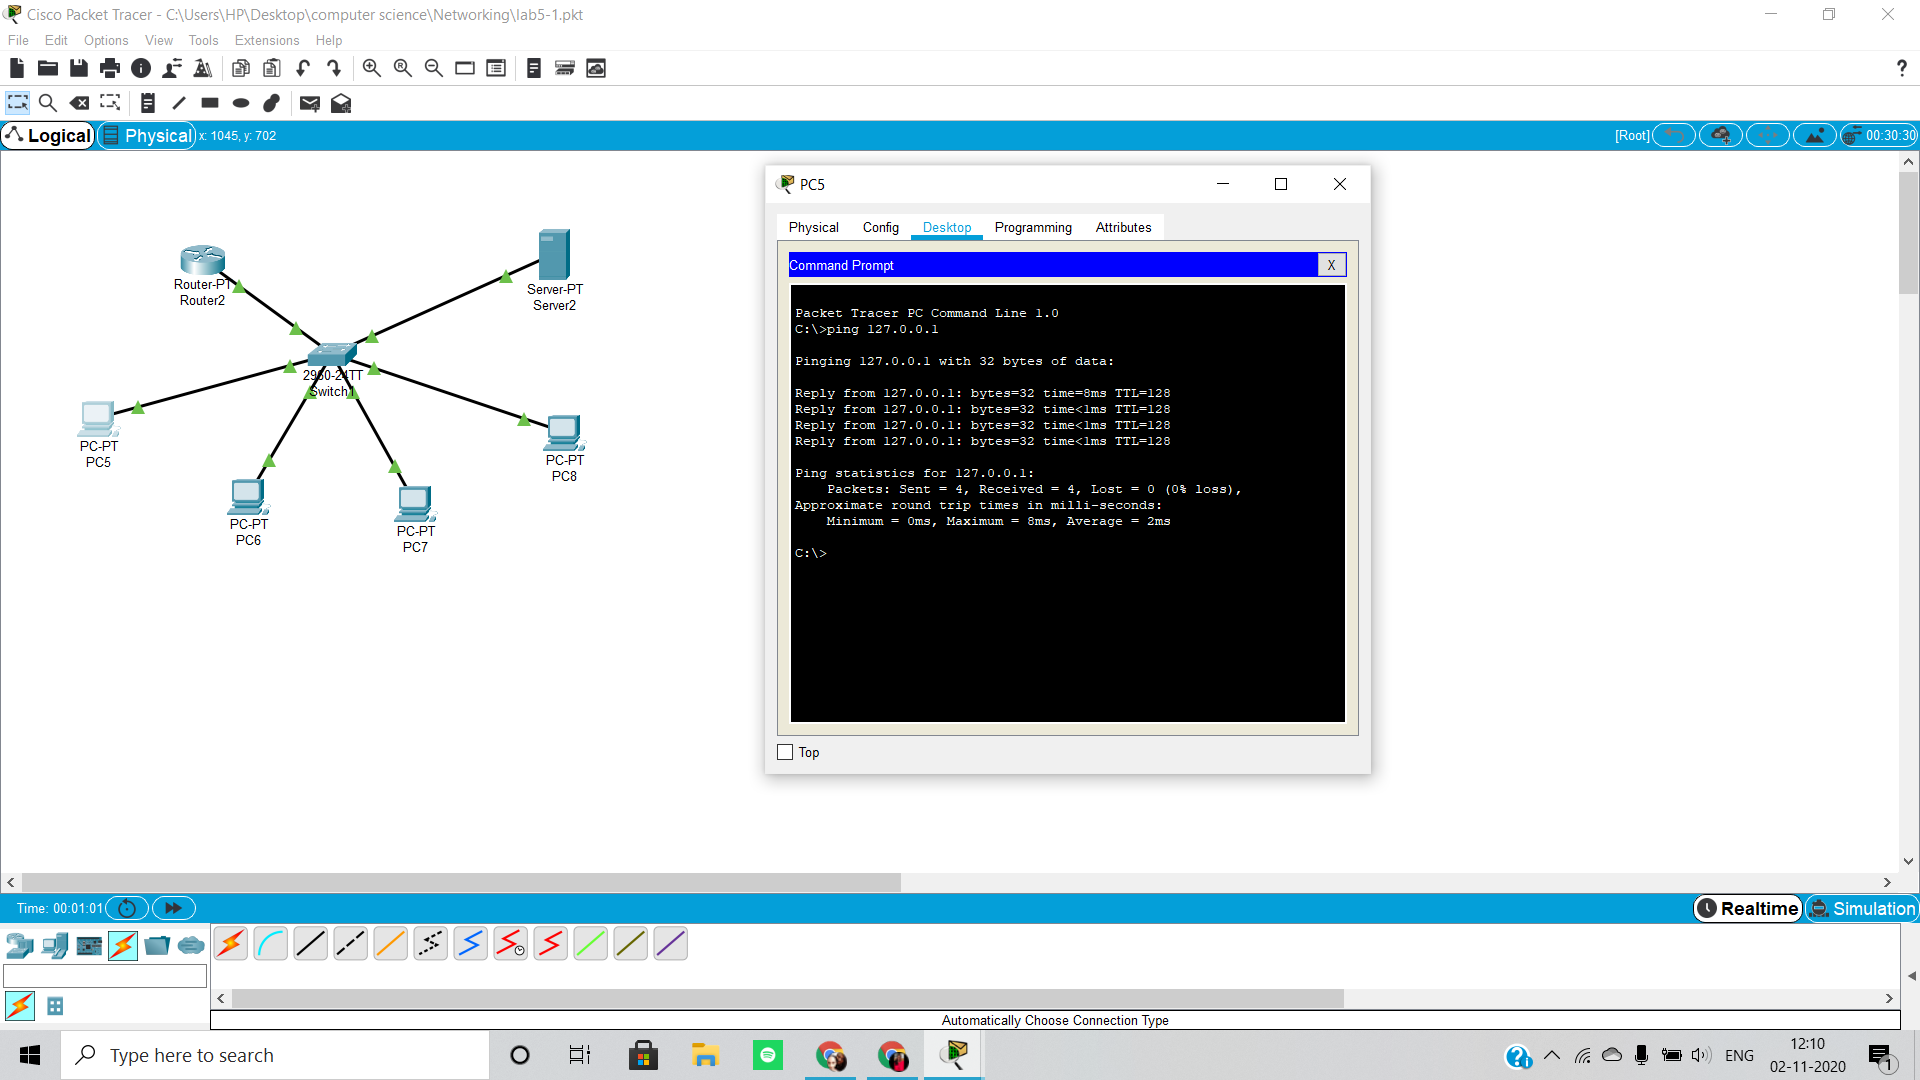 Cisco Packet Tracer - C:\Users\HP\Desktop\computer science\Networking\lab5-1.pkt
File Edit Options View Tools Extensions Help
?
Logical Physical x: 1045, y: 702 [Root] 00:30:30
Router-PT
Router2
Server-PT
Server2
2960-24TT
Switch1
PC-PT
PC5
PC-PT
PC6
PC-PT
PC7
PC-PT
PC8
PC5
Physical Config Desktop Programming Attributes
Command Prompt X
Packet Tracer PC Command Line 1.0
C:\>ping 127.0.0.1
Pinging 127.0.0.1 with 32 bytes of data:
Reply from 127.0.0.1: bytes=32 time=8ms TTL=128
Reply from 127.0.0.1: bytes=32 time<1ms TTL=128
Reply from 127.0.0.1: bytes=32 time<1ms TTL=128
Reply from 127.0.0.1: bytes=32 time<1ms TTL=128
Ping statistics for 127.0.0.1:
Packets: Sent = 4, Received = 4, Lost = 0 (0% loss),
Approximate round trip times in milli-seconds:
Minimum = 0ms, Maximum = 8ms, Average = 2ms
C:\>
Top
Time: 00:01:01 Realtime Simulation
Automatically Choose Connection Type
Type here to search
ENG
12:10
02-11-2020
1